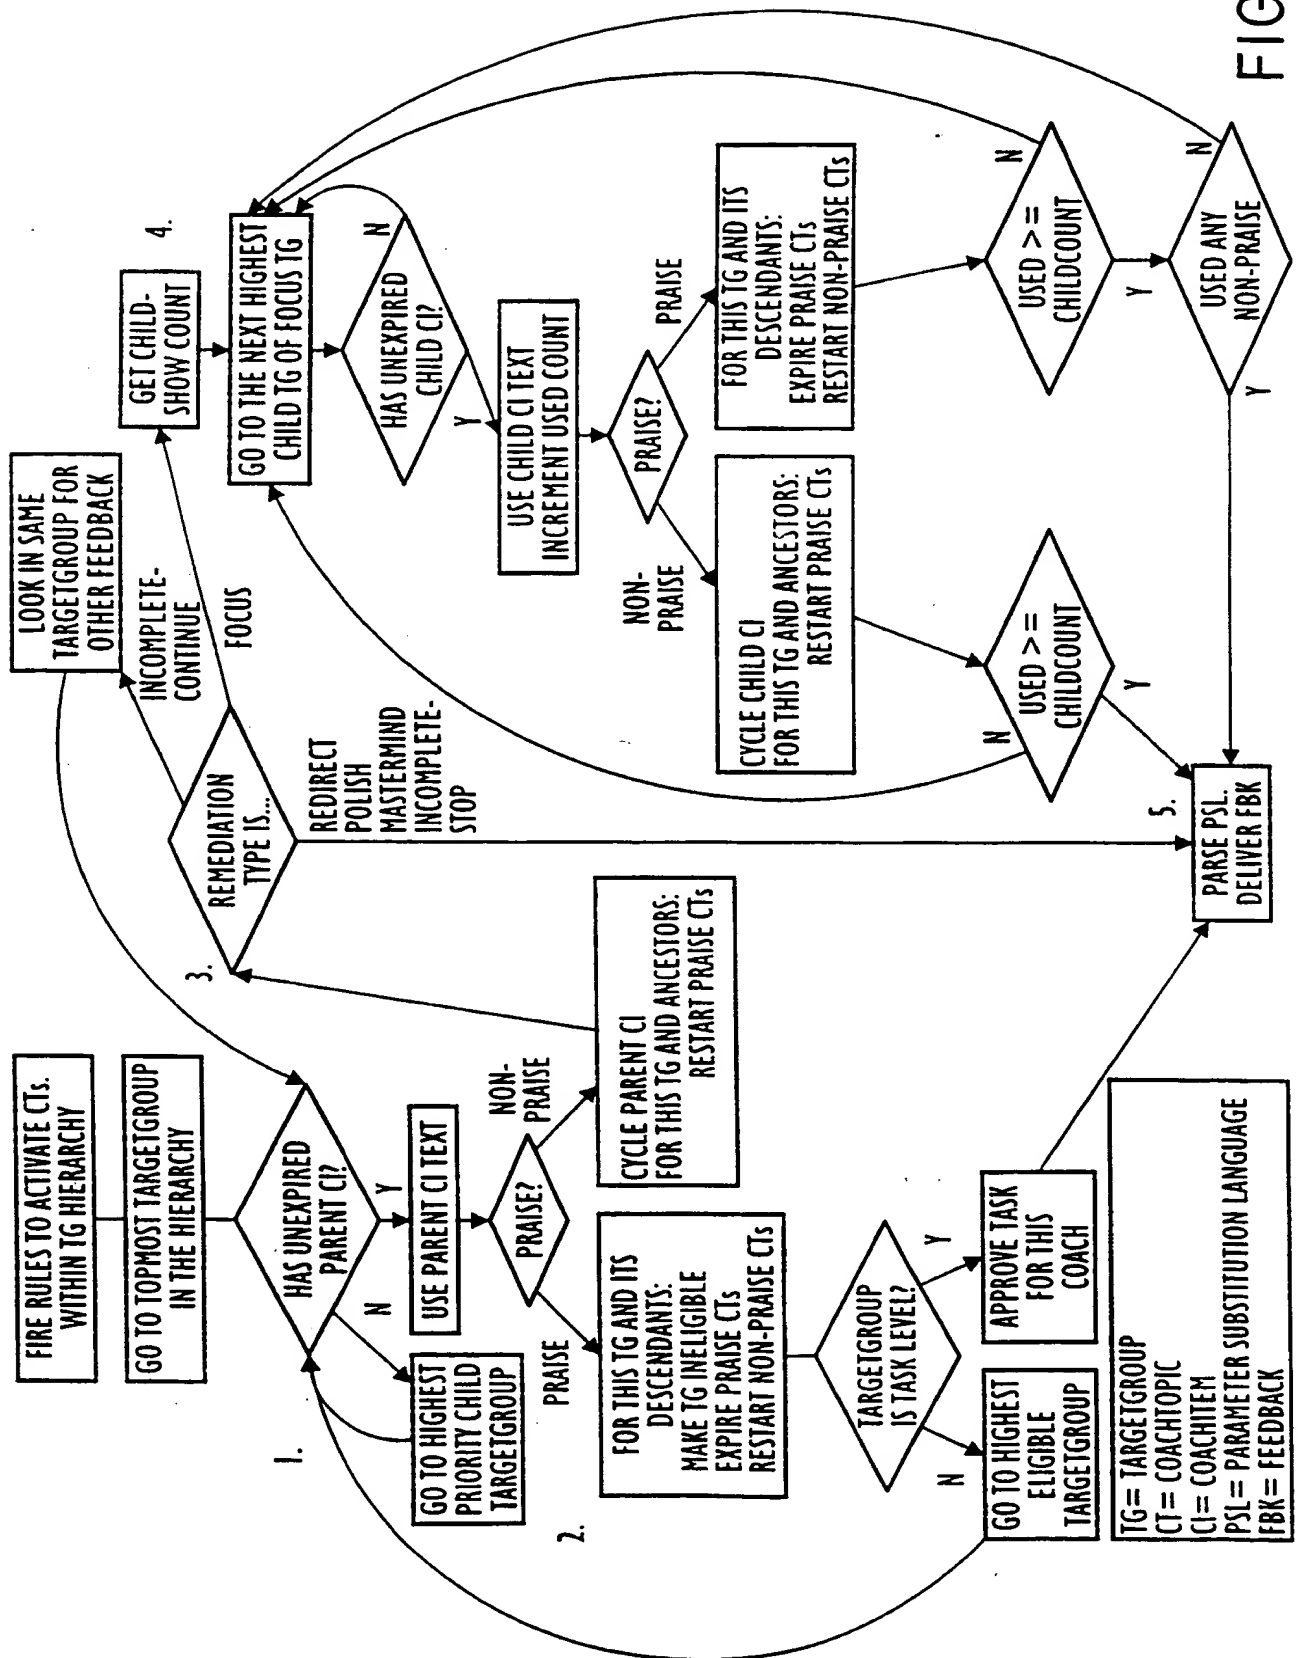 FIRE RULES TO ACTIVATE CTs.
WITHIN TG HIERARCHY
GO TO TOPMOST TARGETGROUP
IN THE HIERARCHY
1.
HAS UNEXPIRED
PARENT CI?
N
Y
GO TO HIGHEST
PRIORITY CHILD
TARGETGROUP
USE PARENT CI TEXT
2.
PRAISE?
PRAISE
NON-
PRAISE
FOR THIS TG AND ITS
DESCENDANTS:
MAKE TG INELIGIBLE
EXPIRE PRAISE CTs
RESTART NON-PRAISE CTs
CYCLE PARENT CI
FOR THIS TG AND ANCESTORS:
RESTART PRAISE CTs
TARGETGROUP
IS TASK LEVEL?
N
Y
GO TO HIGHEST
ELIGIBLE
TARGETGROUP
APPROVE TASK
FOR THIS
COACH
TG= TARGETGROUP
CT= COACHTOPIC
CI= COACHITEM
PSL= PARAMETER SUBSTITUTION LANGUAGE
FBK= FEEDBACK
3.
REMEDIATION
TYPE IS...
LOOK IN SAME
TARGETGROUP FOR
OTHER FEEDBACK
INCOMPLETE-
CONTINUE
FOCUS
REDIRECT
POLISH
MASTERMIND
INCOMPLETE-
STOP
4.
GET CHILD-
SHOW COUNT
GO TO THE NEXT HIGHEST
CHILD TG OF FOCUS TG
HAS UNEXPIRED
CHILD CI?
N
Y
USE CHILD CI TEXT
INCREMENT USED COUNT
PRAISE?
NON-
PRAISE
PRAISE
CYCLE CHILD CI
FOR THIS TG AND ANCESTORS:
RESTART PRAISE CTs
FOR THIS TG AND ITS
DESCENDANTS:
EXPIRE PRAISE CTs
RESTART NON-PRAISE CTs
USED >=
CHILDCOUNT
N
Y
USED >=
CHILDCOUNT
N
Y
USED ANY
NON-PRAISE
N
Y
5.
PARSE PSL.
DELIVER FBK
FIG